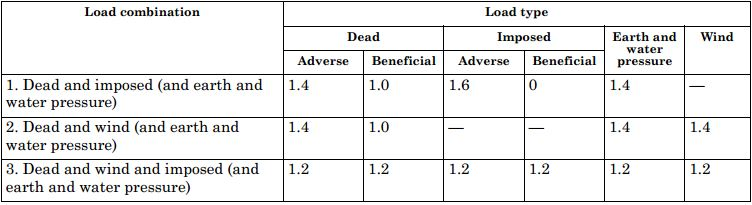 Load combination Load type
Dead Imposed Earth and water pressure Wind
Adverse Beneficial Adverse Beneficial
1. Dead and imposed (and earth and 1.4 1.0 1.6 0 1.4 —
water pressure)
2. Dead and wind (and earth and 1.4 1.0 — — 1.4 1.4
water pressure)
3. Dead and wind and imposed (and 1.2 1.2 1.2 1.2 1.2 1.2
earth and water pressure)